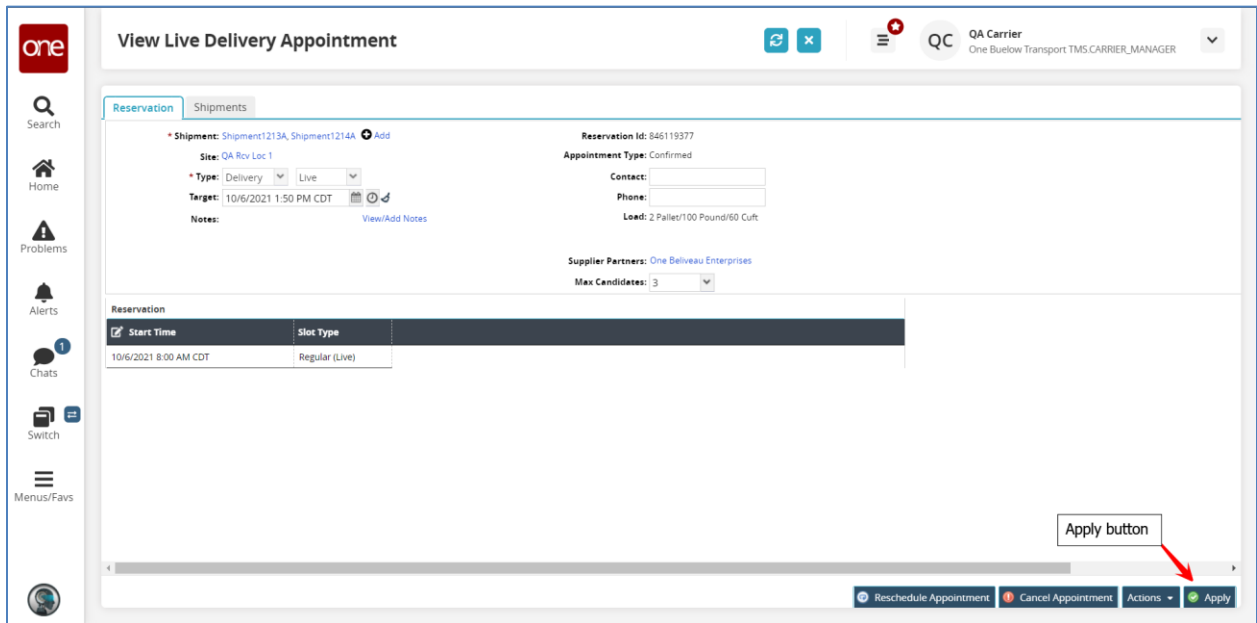 one
View Live Delivery Appointment
QC
QA Carrier
One Buelow Transport TMS.CARRIER_MANAGER
Search
Home
Problems
Alerts
1
Chats
Switch
Menus/Favs
Reservation
Shipments
* Shipment: Shipment1213A, Shipment1214A Add
Site: QA Rcv Loc 1
* Type: Delivery Live
Target: 10/6/2021 1:50 PM CDT
Notes: View/Add Notes
Reservation Id: 846119377
Appointment Type: Confirmed
Contact:
Phone:
Load: 2 Pallet/100 Pound/60 Cuft
Supplier Partners: One Beliveau Enterprises
Max Candidates: 3
Reservation
Start Time Slot Type
10/6/2021 8:00 AM CDT Regular (Live)
Apply button
Reschedule Appointment Cancel Appointment Actions Apply